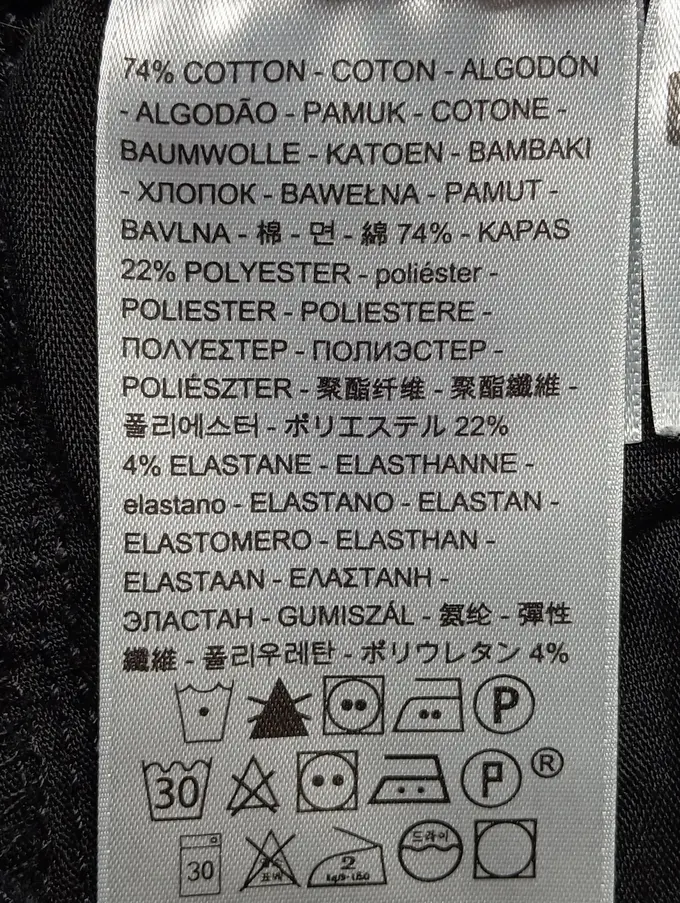 74% COTTON - COTON - ALGODÓN
- ALGODÃO - PAMUK - COTONE -
BAUMWOLLE - KATOEN - BAMBAKI
- ХЛОПОК - BAWEŁNA - PAMUT -
BAVLNA - 棉 - 면 - 綿 74% - KAPAS
22% POLYESTER - poliéster -
POLIESTER - POLIESTERE -
ΠΟΛΥΕΣΤΕΡ - ПОЛИЭСТЕР -
POLIÉSZTER - 聚酯纤维 - 聚酯纖維 -
폴리에스터 - ポリエステル 22%
4% ELASTANE - ELASTHANNE -
elastano - ELASTANO - ELASTAN -
ELASTOMERO - ELASTHAN -
ELASTAAN - ΕΛΑΣΤΑΝΗ -
ЭЛАСТАН - GUMISZÁL - 氨纶 - 彈性
纖維 - 폴리우레탄 - ポリウレタン 4%
P
30 P ®
30 표백 2 드라이